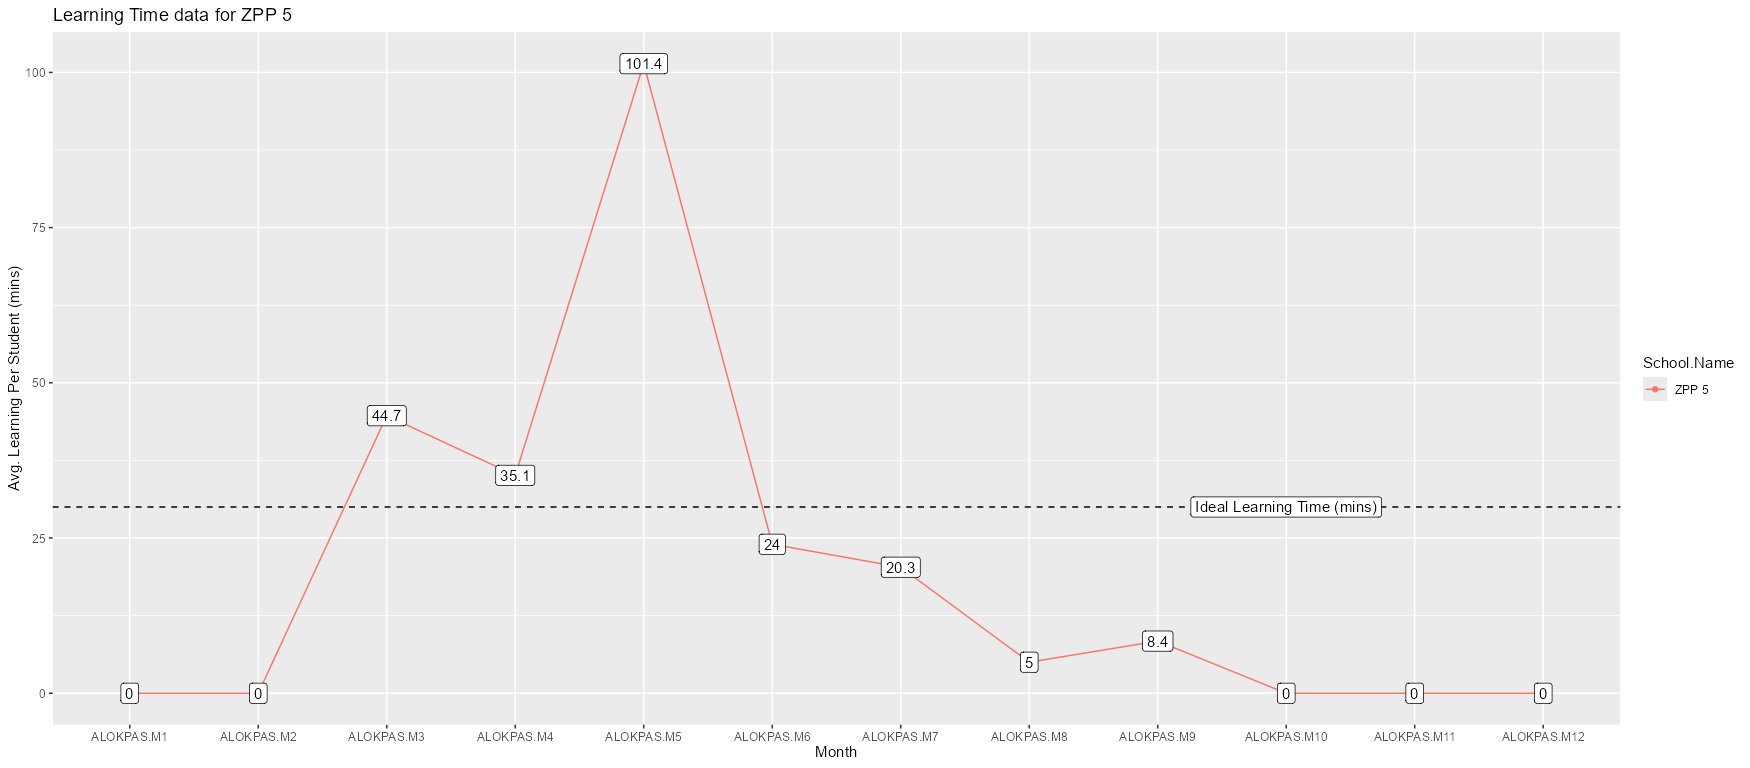 Learning Time data for ZPP 5
Avg. Learning Per Student (mins)
100
75
50
25
0
101.4
44.7
35.1
Ideal Learning Time (mins)
24
20.3
5
8.4
0
0
0
0
0
ALOKPAS.M1
ALOKPAS.M2
ALOKPAS.M3
ALOKPAS.M4
ALOKPAS.M5
ALOKPAS.M6
ALOKPAS.M7
ALOKPAS.M8
ALOKPAS.M9
ALOKPAS.M10
ALOKPAS.M11
ALOKPAS.M12
Month
School.Name
ZPP 5